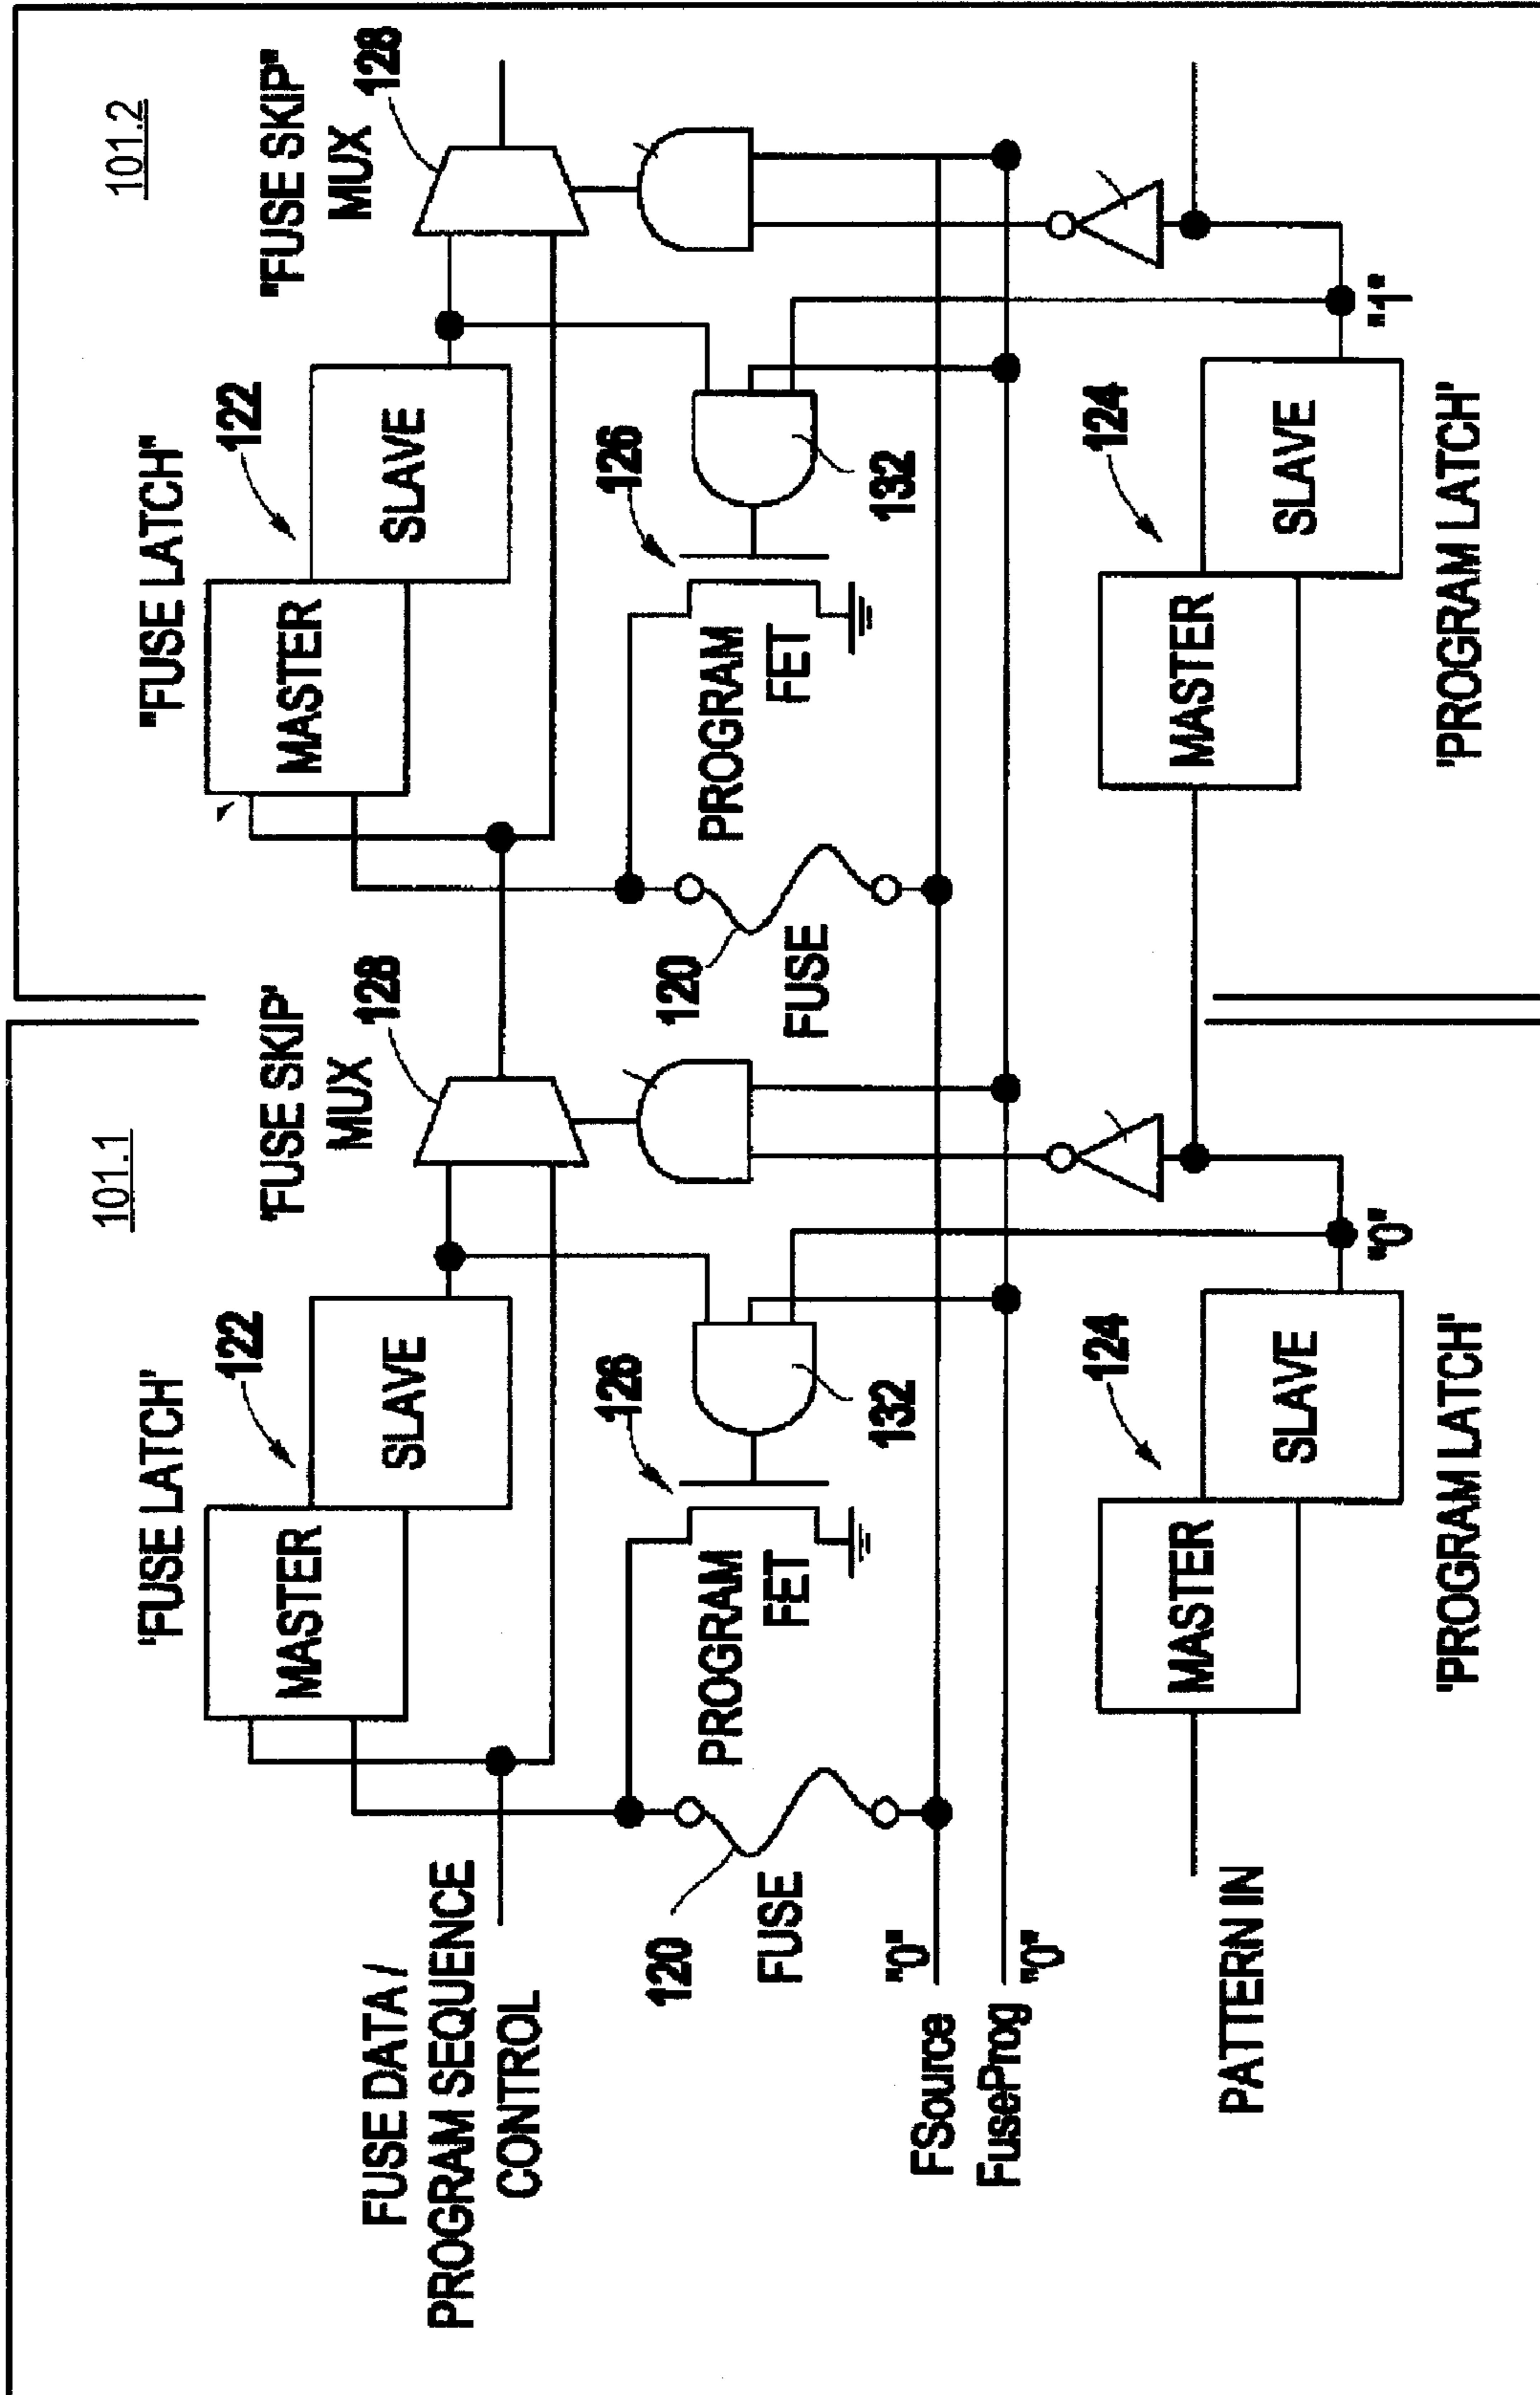 101.1
'FUSE LATCH'
122
MASTER
SLAVE
'FUSE SKIP'
MUX
128
FUSE DATA /
PROGRAM SEQUENCE
CONTROL
126
PROGRAM
FET
132
120
FUSE
FSource "0"
FuseProg "0"
PATTERN IN
124
MASTER
SLAVE
"0"
'PROGRAM LATCH'
101.2
"FUSE LATCH"
122
MASTER
SLAVE
"FUSE SKIP"
MUX
128
126
PROGRAM
FET
132
120
FUSE
124
MASTER
SLAVE
"1"
'PROGRAM LATCH'